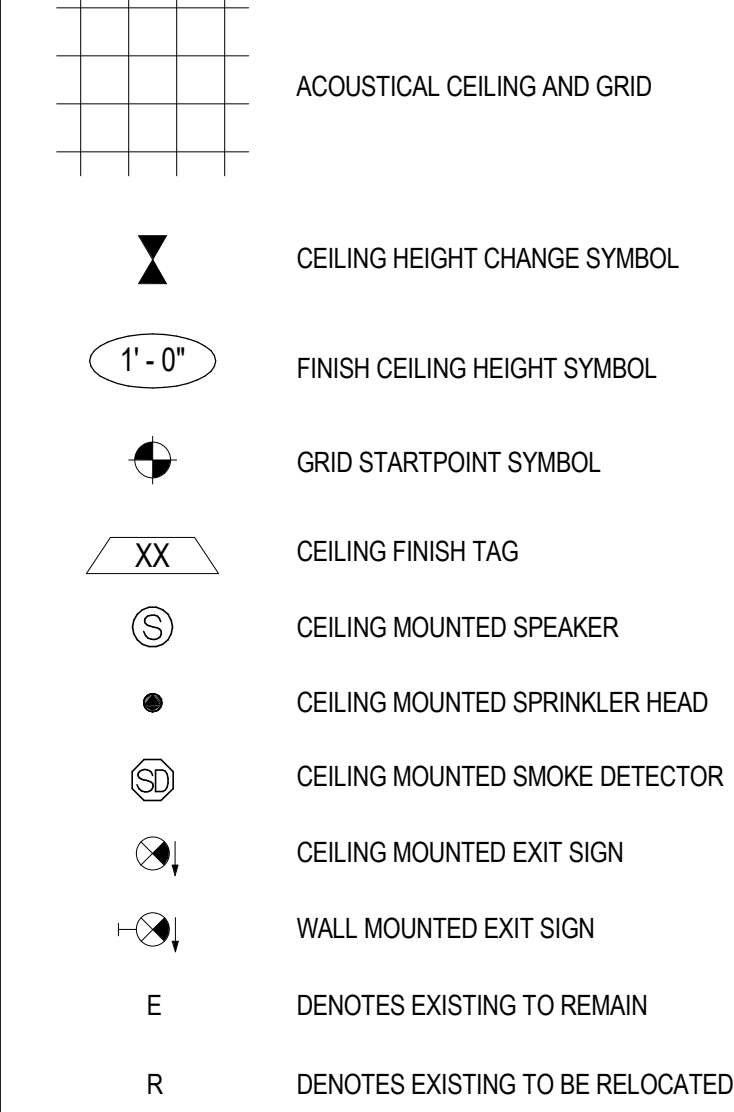 ACOUSTICAL CEILING AND GRID
CEILING HEIGHT CHANGE SYMBOL
1' - 0" FINISH CEILING HEIGHT SYMBOL
GRID STARTPOINT SYMBOL
XX CEILING FINISH TAG
S CEILING MOUNTED SPEAKER
CEILING MOUNTED SPRINKLER HEAD
SD CEILING MOUNTED SMOKE DETECTOR
CEILING MOUNTED EXIT SIGN
WALL MOUNTED EXIT SIGN
E DENOTES EXISTING TO REMAIN
R DENOTES EXISTING TO BE RELOCATED